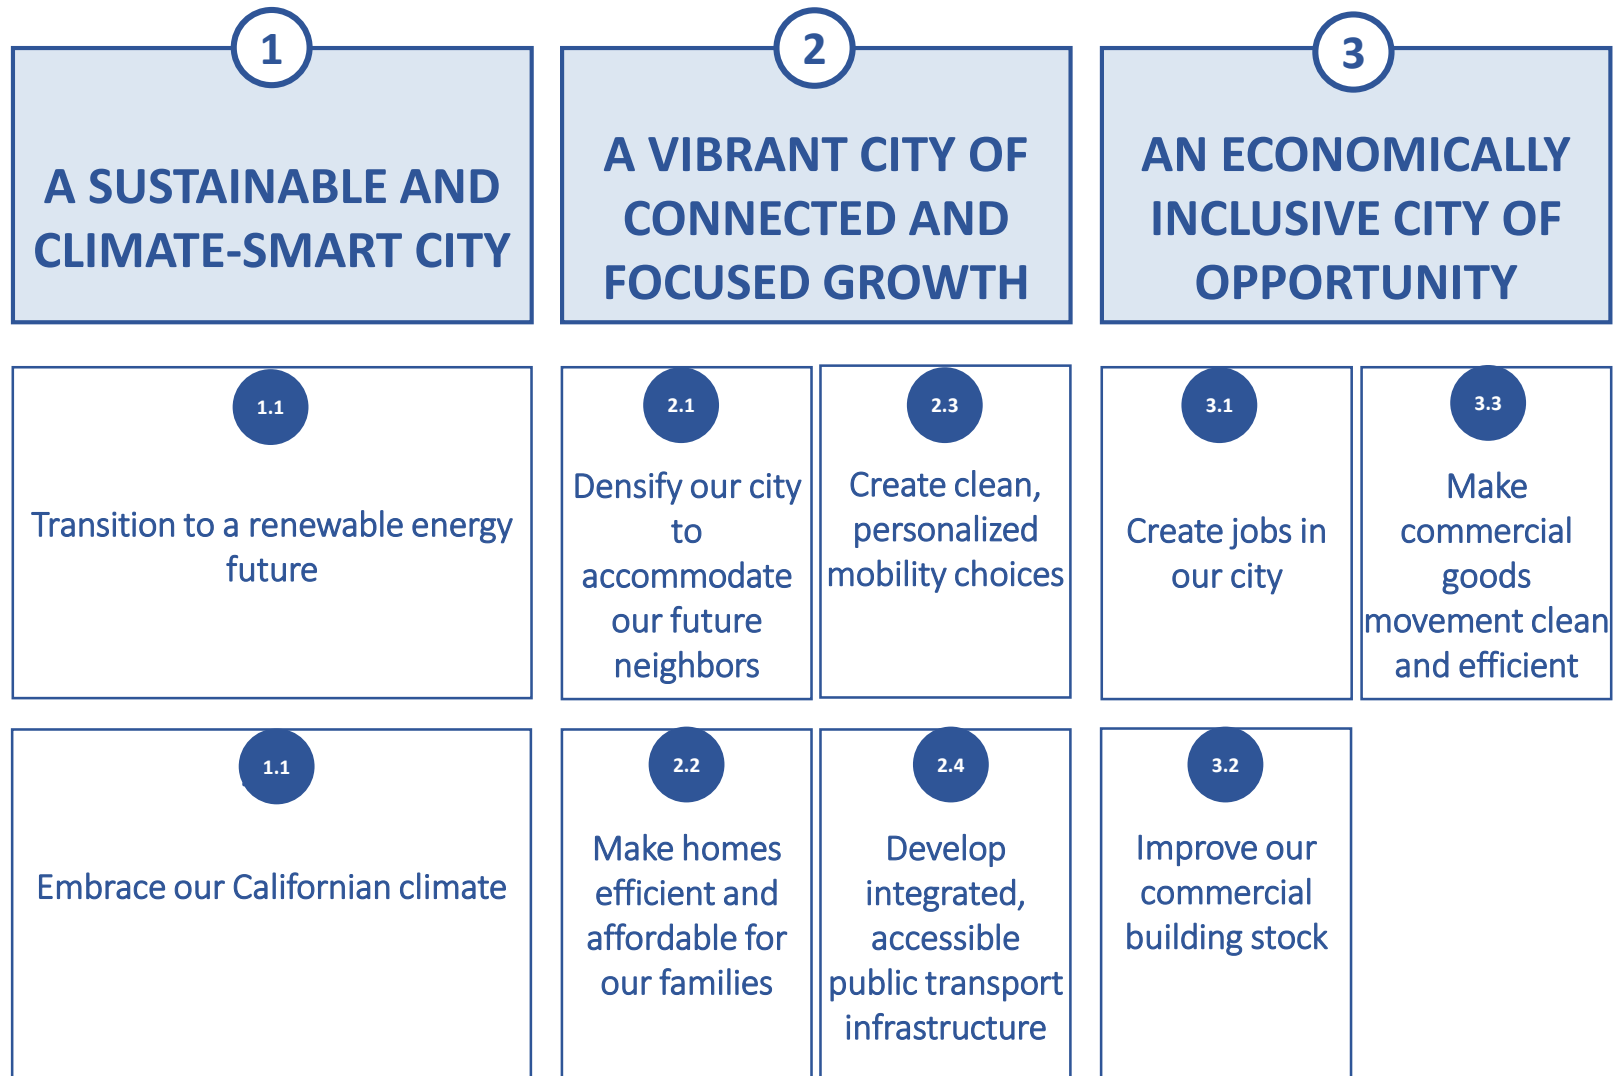 1
A SUSTAINABLE AND
CLIMATE-SMART CITY
2
A VIBRANT CITY OF
CONNECTED AND
FOCUSED GROWTH
3
AN ECONOMICALLY
INCLUSIVE CITY OF
OPPORTUNITY
1.1
Transition to a renewable energy
future
1.1
Embrace our Californian climate
2.1
Densify our city
to
accommodate
our future
neighbors
2.3
Create clean,
personalized
mobility choices
2.2
Make homes
efficient and
affordable for
our families
2.4
Develop
integrated,
accessible
public transport
infrastructure
3.1
Create jobs in
our city
3.3
Make
commercial
goods
movement clean
and efficient
3.2
Improve our
commercial
building stock